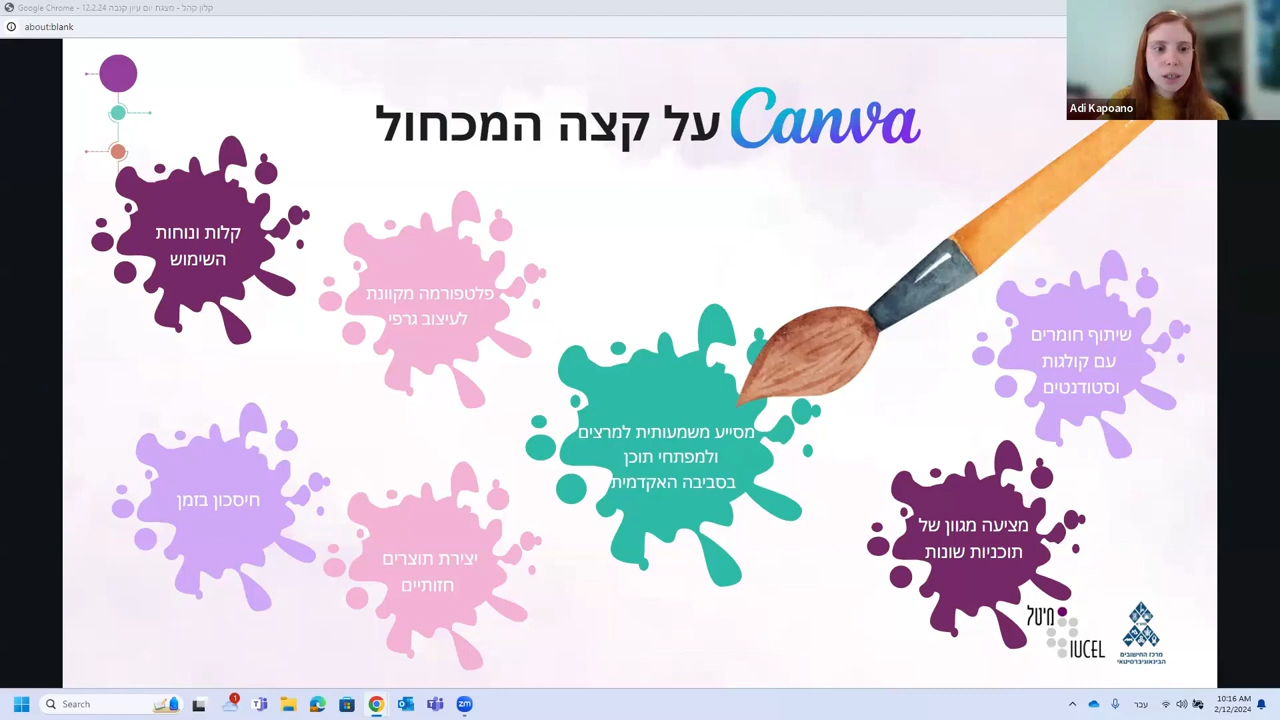 קלון קהל - מצגת יום עיון קנבה 12.2.24 - Google Chrome
about:blank
Adi Kapoano
Canva על קצה המכחול
קלות ונוחות
השימוש
פלטפורמה מקוונת
לעיצוב גרפי
שיתוף חומרים
עם קולגות
וסטודנטים
מסייע משמעותית למרצים
ולמפתחי תוכן
בסביבה האקדמית
חיסכון בזמן
יצירת תוצרים
חזותיים
מציעה מגוון של
תוכניות שונות
מיטל
IUCEL
מרכז החישובים
הבינאוניברסיטאי
Search
1
zm
עבר
10:16 AM
2/12/2024